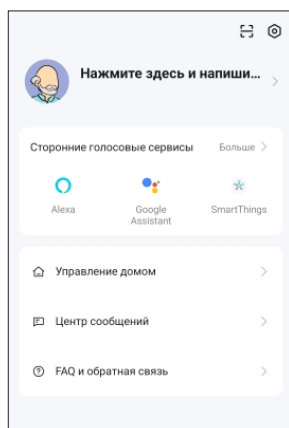 Нажмите здесь и напиши...
Сторонние голосовые сервисы Больше
Alexa Google SmartThings
Assistant
Управление домом
Центр сообщений
FAQ и обратная связь